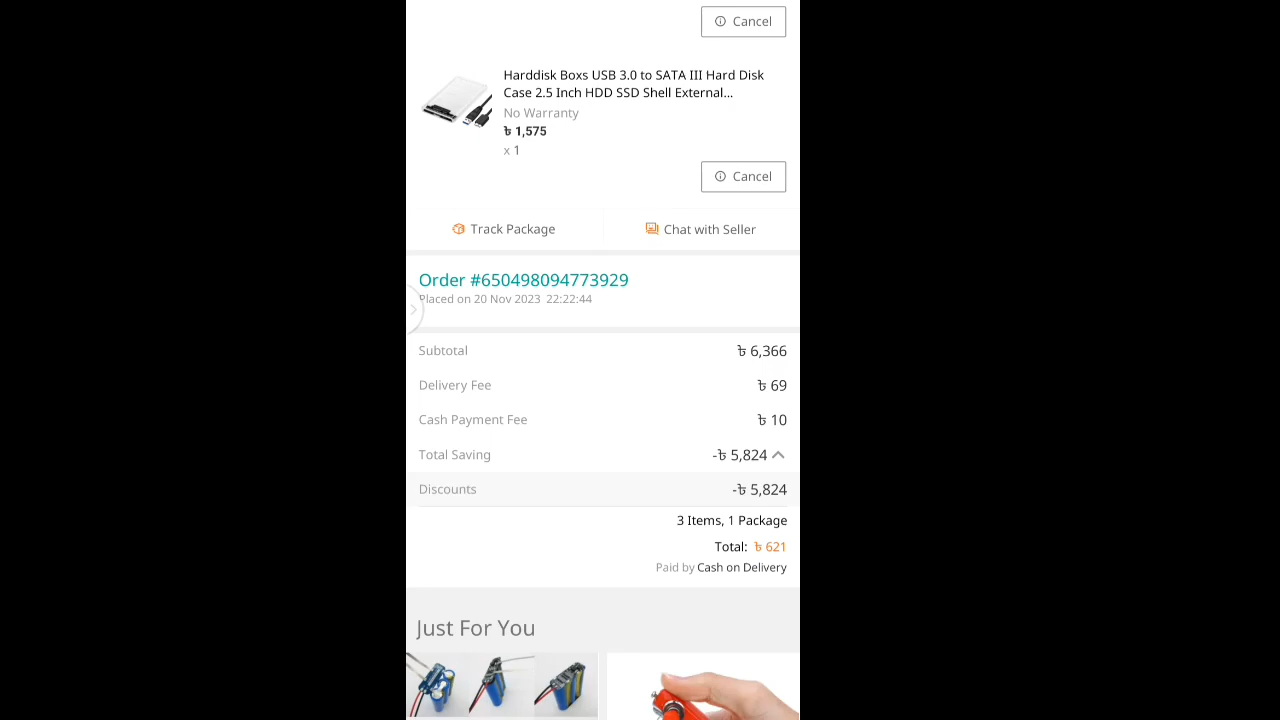 Cancel
Harddisk Boxs USB 3.0 to SATA III Hard Disk
Case 2.5 Inch HDD SSD Shell External...
No Warranty
৳ 1,575
x 1
Cancel
Track Package
Chat with Seller
Order #650498094773929
Placed on 20 Nov 2023 22:22:44
Subtotal ৳ 6,366
Delivery Fee ৳ 69
Cash Payment Fee ৳ 10
Total Saving -৳ 5,824
Discounts -৳ 5,824
3 Items, 1 Package
Total: ৳ 621
Paid by Cash on Delivery
Just For You